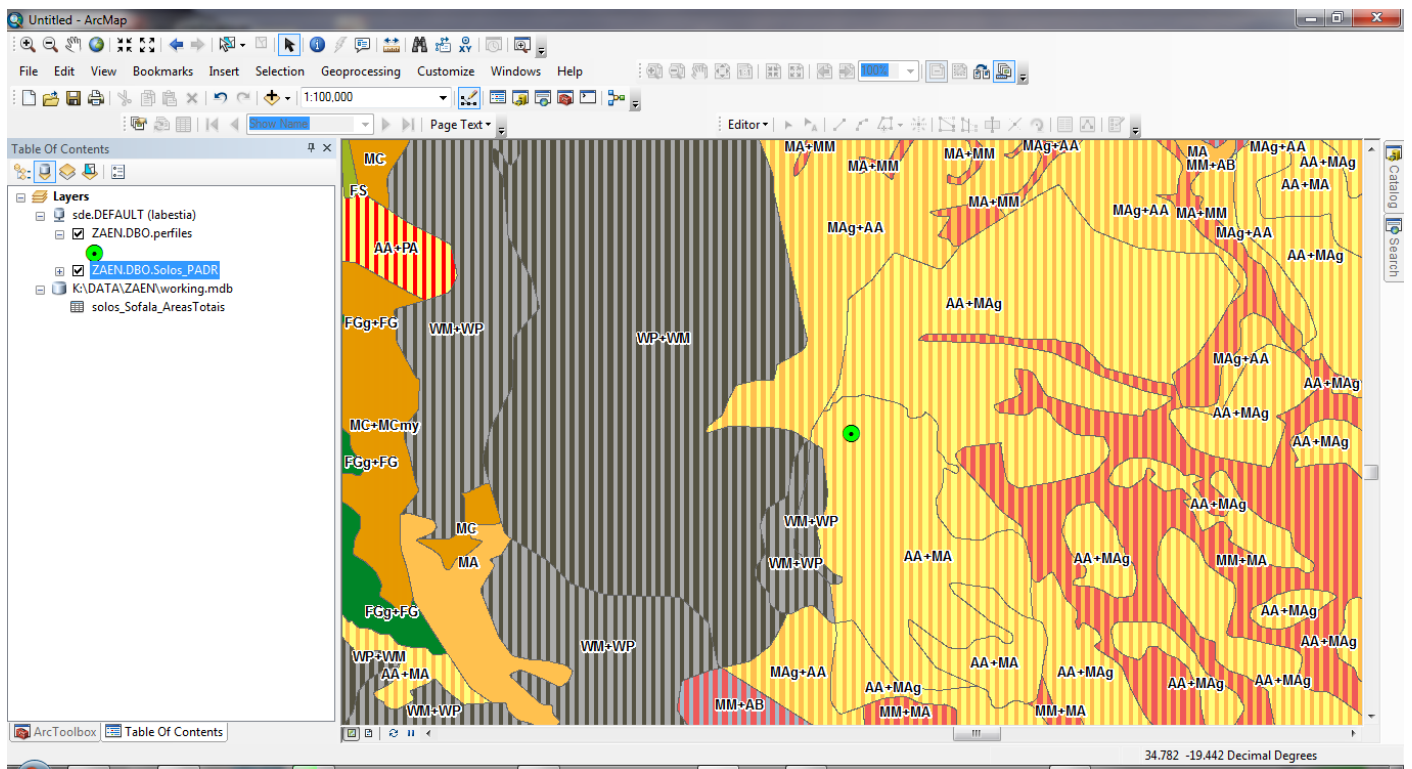 Untitled - ArcMap
File Edit View Bookmarks Insert Selection Geoprocessing Customize Windows Help
100%
1:100,000
Show Name
Page Text
Editor
Table Of Contents
Layers
sde.DEFAULT (labestia)
ZAEN.DBO.perfiles
ZAEN.DBO.Solos_PADR
K:\DATA\ZAEN\working.mdb
solos_Sofala_AreasTotais
MC
FS
AA+PA
FGg+FG
WM+WP
WP+WM
MC+MCmy
FGg+FG
MC
MA
FGg+FG
WP+WM
AA+MA
WM+WP
WM+WP
WM+WP
WM+WP
MM+AB
MA+MM
MA+MM
MA+MM
MAg+AA
MA
MM+AB
MAg+AA
AA+MAg
AA+MA
MA+MM
MAg+AA
MA+MM
MAg+AA
MAg+AA
AA+MAg
AA+MAg
MAg+AA
AA+MAg
AA+MAg
AA+MAg
AA+MAg
AA+MA
AA+MAg
MM+MA
AA+MAg
AA+MAg
MAg+AA
AA+MA
AA+MAg
AA+MAg
AA+MAg
AA+MAg
MM+MA
MM+MA
Catalog
Search
ArcToolbox
Table Of Contents
34.782 -19.442 Decimal Degrees